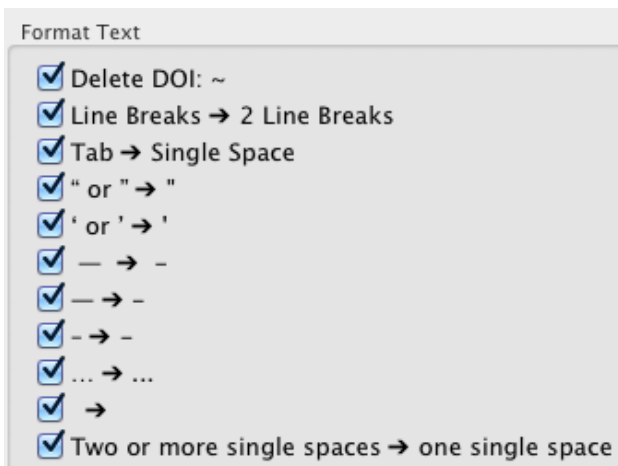 Format Text
Delete DOI: ~
Line Breaks ➔ 2 Line Breaks
Tab ➔ Single Space
“ or ” ➔ "
‘ or ’ ➔ '
— ➔ –
— ➔ –
– ➔ –
… ➔ ...
➔
Two or more single spaces ➔ one single space